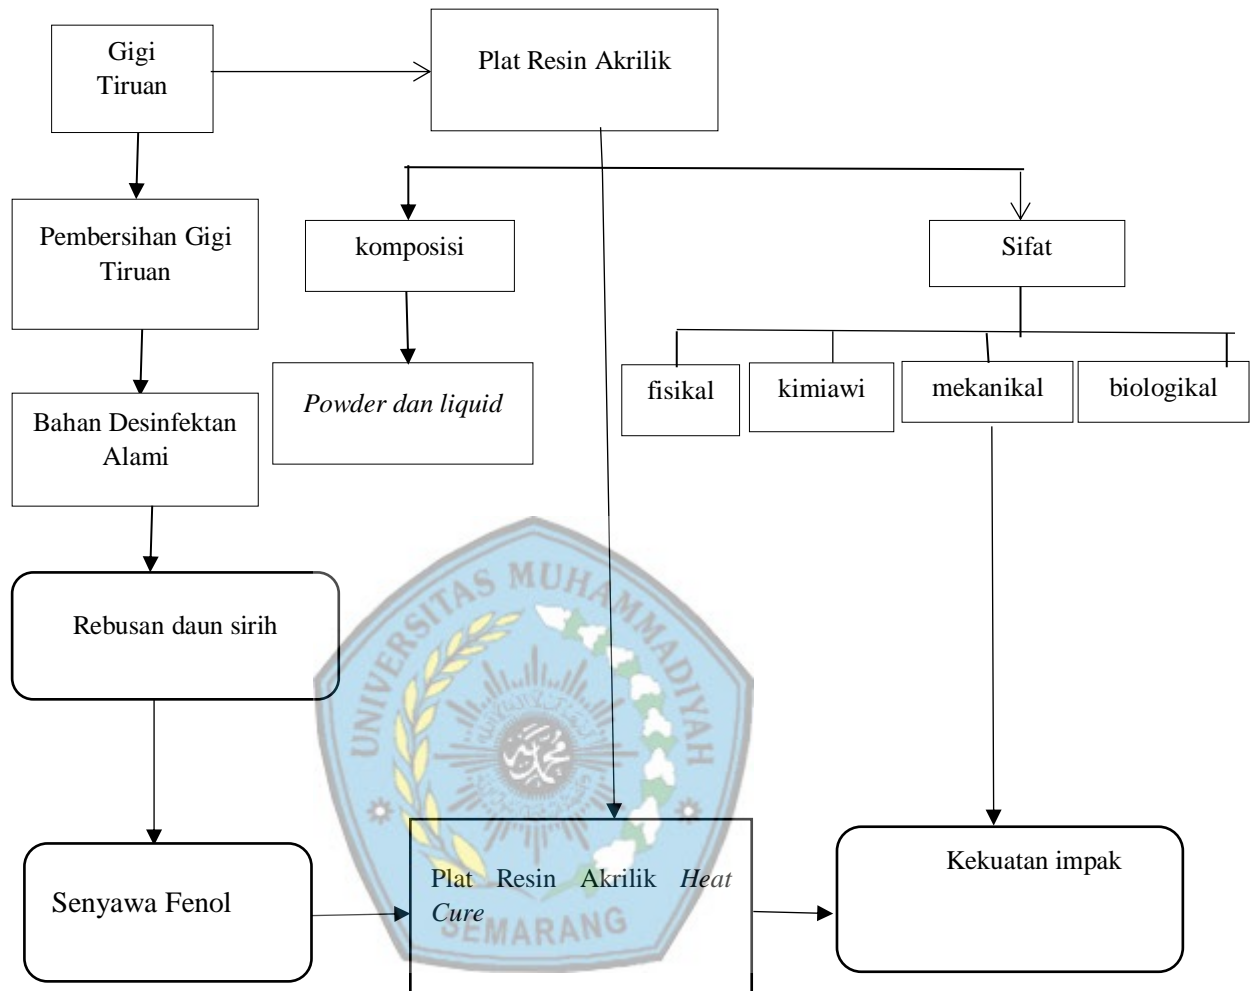 Gigi
Tiruan
Plat Resin Akrilik
Pembersihan Gigi
Tiruan
komposisi
Sifat
Powder dan liquid
fisikal
kimiawi
mekanikal
biologikal
Bahan Desinfektan
Alami
Rebusan daun sirih
UNIVERSITAS MUHAMMADIYAH
SEMARANG
Senyawa Fenol
Plat Resin Akrilik Heat
Cure
Kekuatan impak